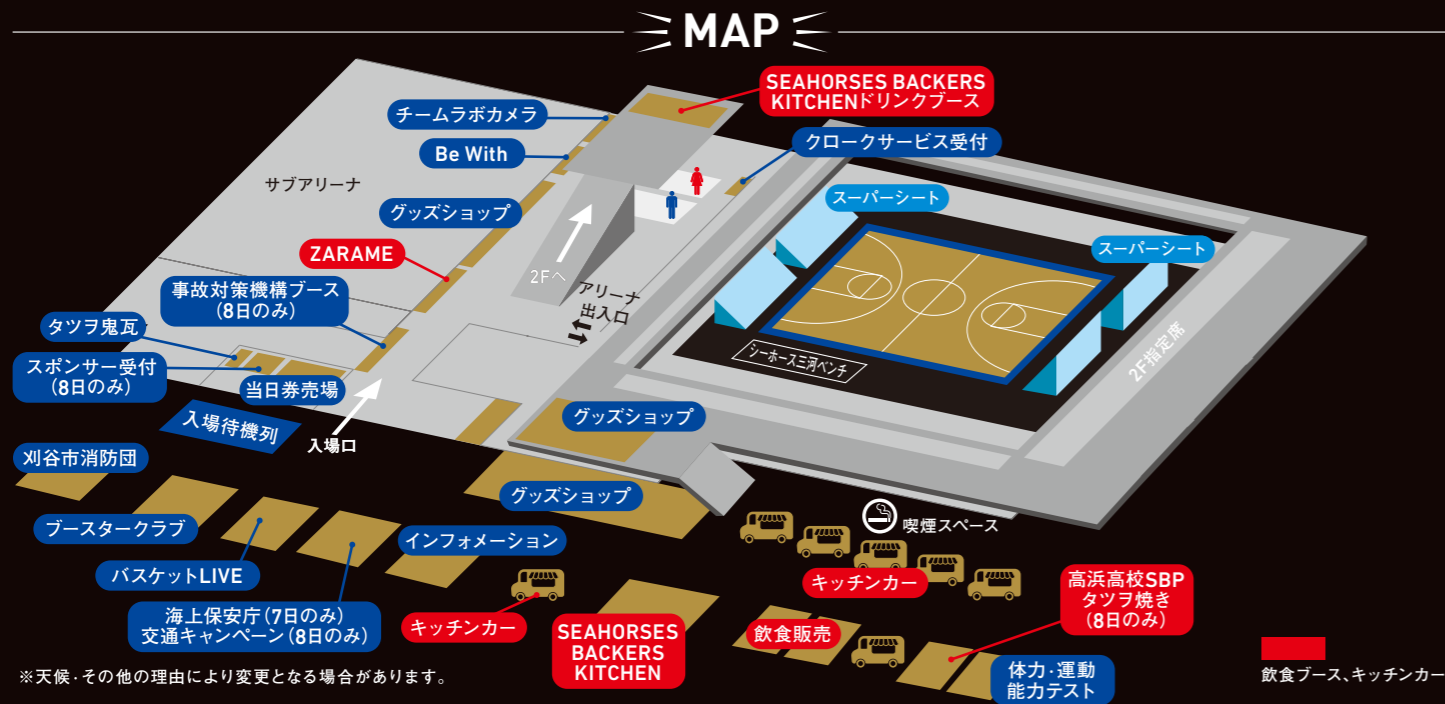 MAP
SEAHORSES BACKERS
KITCHENドリンクブース
チームラボカメラ
クロークサービス受付
Be With
サブアリーナ
スーパーシート
グッズショップ
スーパーシート
ZARAME
2Fへ
アリーナ
出入口
事故対策機構ブース
(8日のみ)
タツヲ鬼瓦
スポンサー受付
(8日のみ)
当日券売場
シーホース三河ベンチ
2F指定席
入場待機列
入場口
グッズショップ
刈谷市消防団
グッズショップ
ブースタークラブ
インフォメーション
喫煙スペース
バスケットLIVE
キッチンカー
高浜高校SBP
タツヲ焼き
(8日のみ)
海上保安庁(7日のみ)
交通キャンペーン(8日のみ)
キッチンカー
SEAHORSES
BACKERS
KITCHEN
飲食販売
体力・運動
能力テスト
飲食ブース、キッチンカー
※天候・その他の理由により変更となる場合があります。